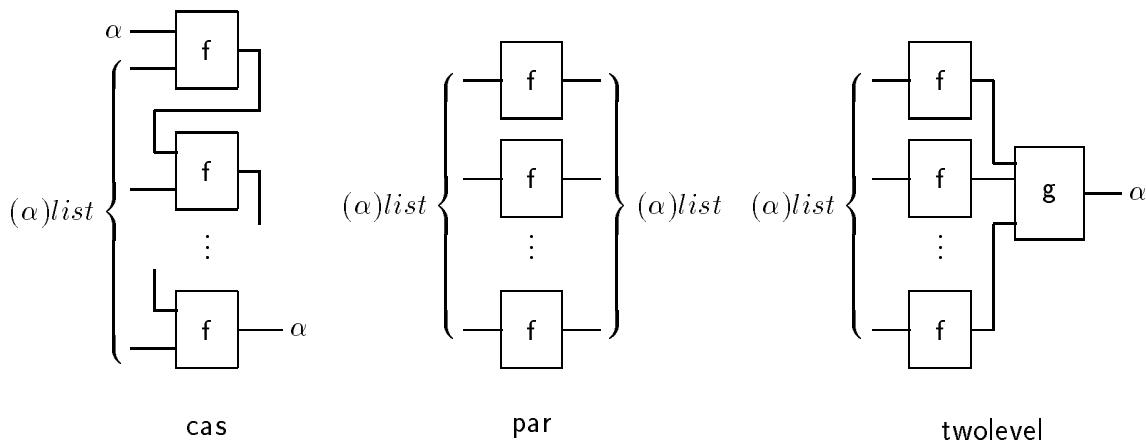 α
f
(α)list
f
⋮
f
α
cas
(α)list
f
f
⋮
f
(α)list
par
(α)list
f
f
⋮
f
g
α
twolevel